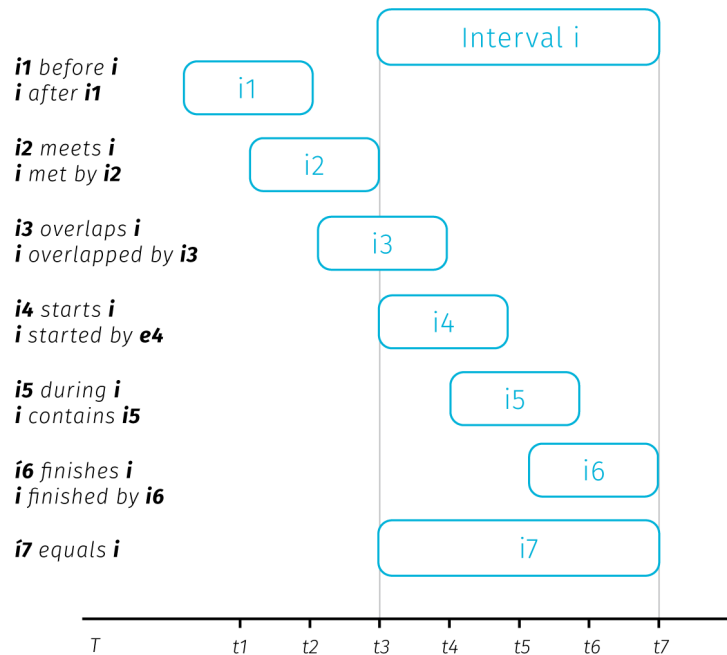 Interval i
i1 before i
i after i1
i1
i2 meets i
i met by i2
i2
i3 overlaps i
i overlapped by i3
i3
i4 starts i
i started by e4
i4
i5 during i
i contains i5
i5
í6 finishes i
i finished by i6
i6
í7 equals i
i7
T t1 t2 t3 t4 t5 t6 t7